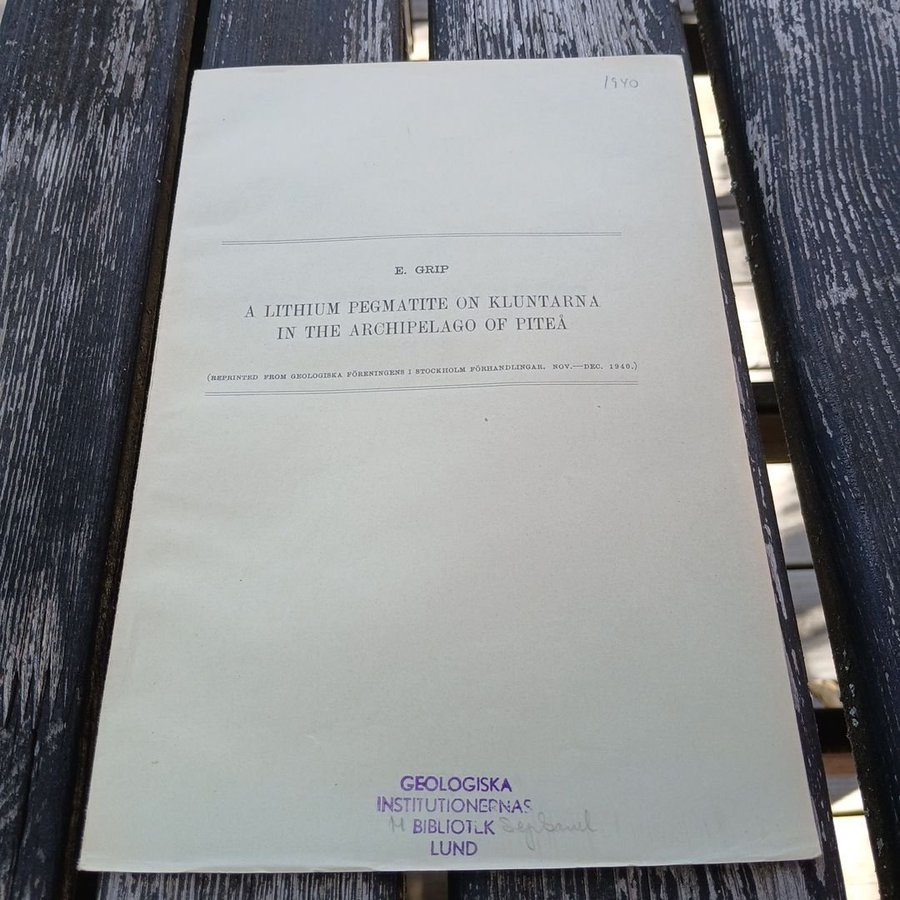 1940
E. GRIP
A LITHIUM PEGMATITE ON KLUNTARNA
IN THE ARCHIPELAGO OF PITEÅ
(REPRINTED FROM GEOLOGISKA FÖRENINGENS I STOCKHOLM FÖRHANDLINGAR. NOV.—DEC. 1940.)
GEOLOGISKA
INSTITUTIONERNAS
BIBLIOTEK
LUND